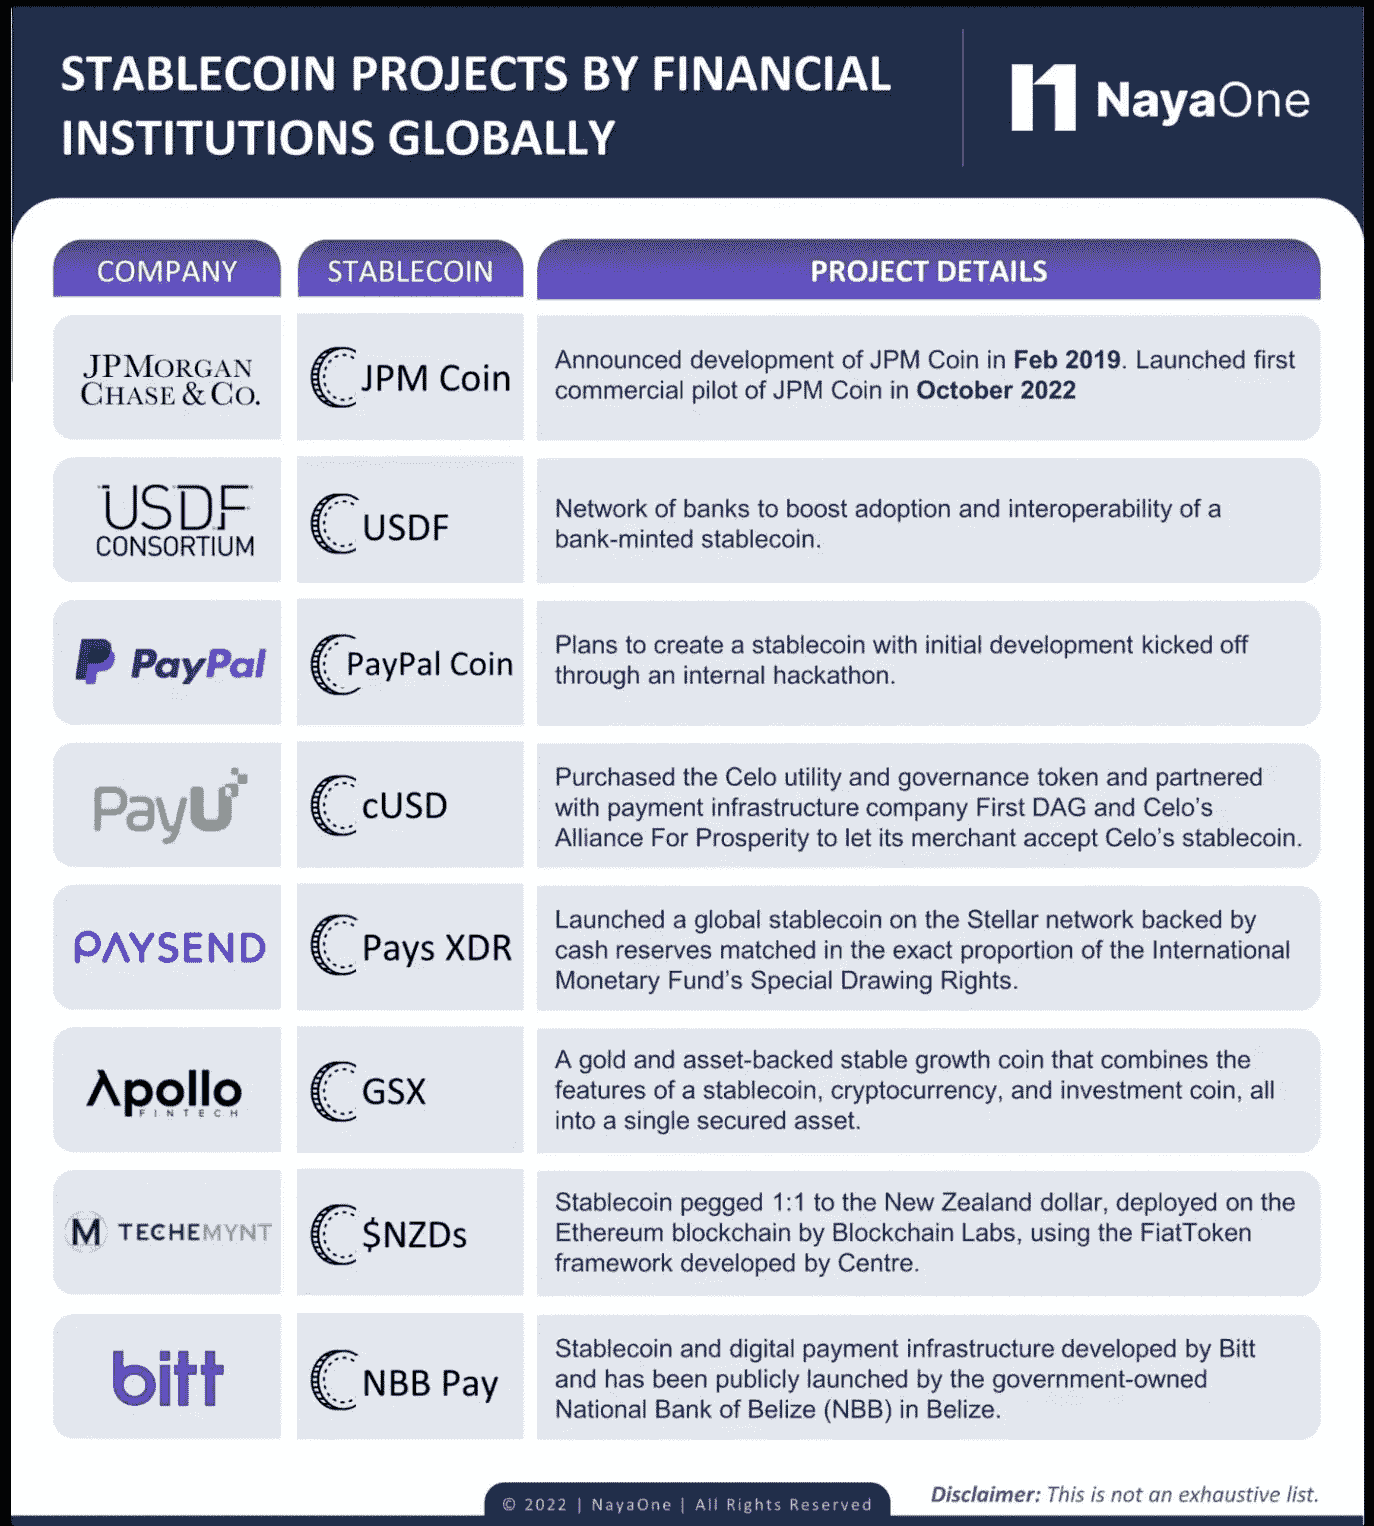 STABLECOIN PROJECTS BY FINANCIAL
INSTITUTIONS GLOBALLY
NayaOne
COMPANY
STABLECOIN
PROJECT DETAILS
JPMORGAN
CHASE & CO.
JPM Coin
Announced development of JPM Coin in Feb 2019. Launched first
commercial pilot of JPM Coin in October 2022
USDF
CONSORTIUM
USDF
Network of banks to boost adoption and interoperability of a
bank-minted stablecoin.
PayPal
PayPal Coin
Plans to create a stablecoin with initial development kicked off
through an internal hackathon.
PayU
cUSD
Purchased the Celo utility and governance token and partnered
with payment infrastructure company First DAG and Celo’s
Alliance For Prosperity to let its merchant accept Celo’s stablecoin.
PAYSEND
Pays XDR
Launched a global stablecoin on the Stellar network backed by
cash reserves matched in the exact proportion of the International
Monetary Fund’s Special Drawing Rights.
Apollo
FINTECH
GSX
A gold and asset-backed stable growth coin that combines the
features of a stablecoin, cryptocurrency, and investment coin, all
into a single secured asset.
M TECHEMYNT
$NZDs
Stablecoin pegged 1:1 to the New Zealand dollar, deployed on the
Ethereum blockchain by Blockchain Labs, using the FiatToken
framework developed by Centre.
bitt
NBB Pay
Stablecoin and digital payment infrastructure developed by Bitt
and has been publicly launched by the government-owned
National Bank of Belize (NBB) in Belize.
© 2022 | NayaOne | All Rights Reserved
Disclaimer: This is not an exhaustive list.